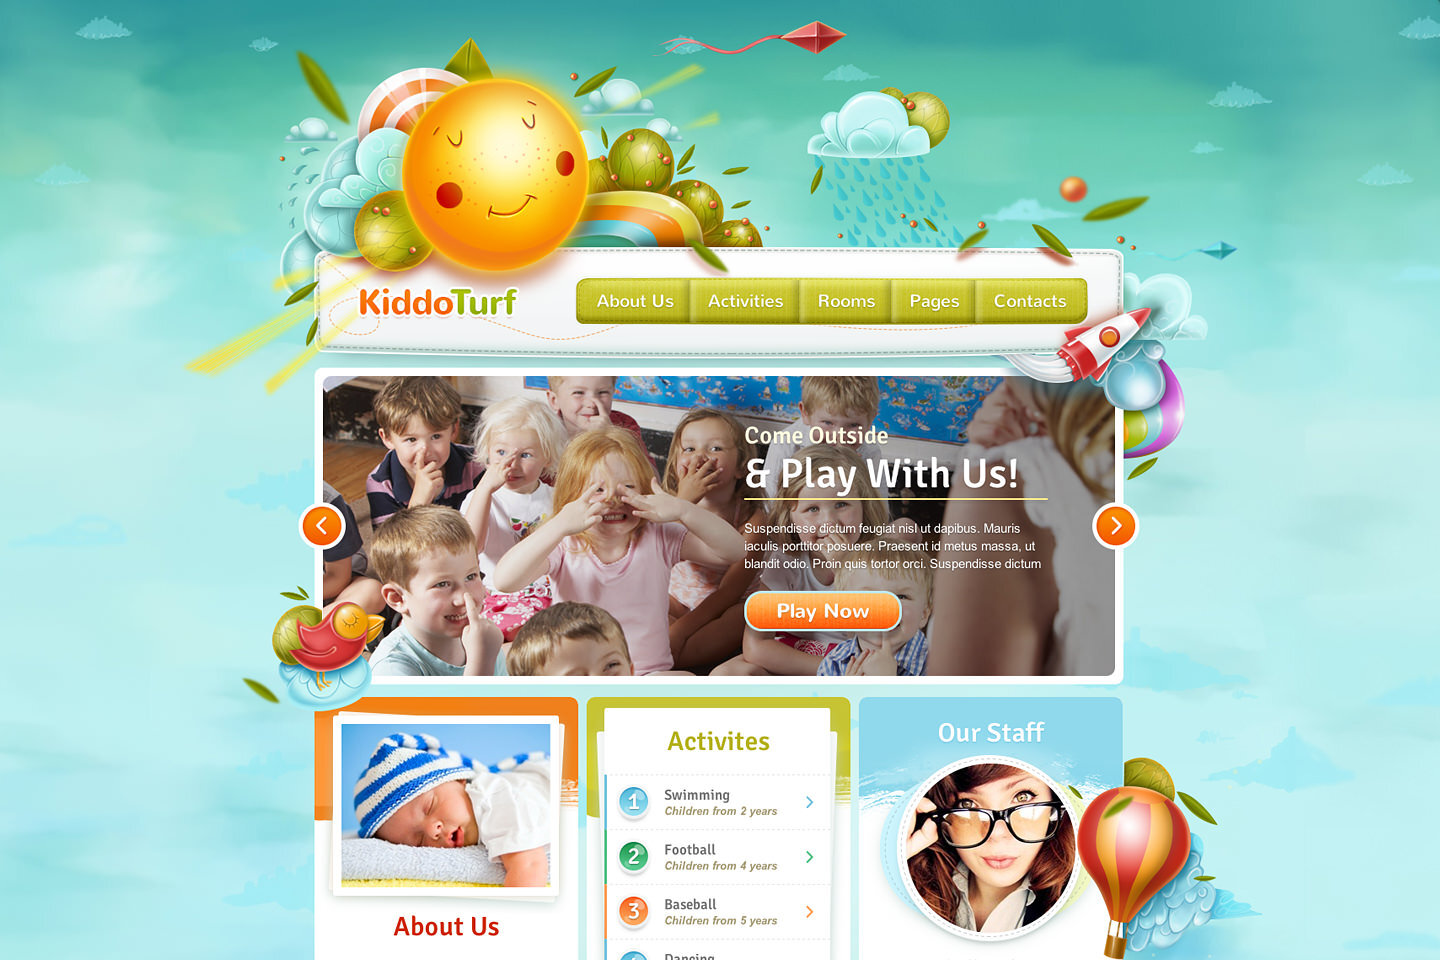 KiddoTurf
About Us
Activities
Rooms
Pages
Contacts
Come Outside
& Play With Us!
Suspendisse dictum feugiat nisl ut dapibus. Mauris
iaculis porttitor posuere. Praesent id metus massa, ut
blandit odio. Proin quis tortor orci. Suspendisse dictum
Play Now
About Us
Activites
1
Swimming
Children from 2 years
2
Football
Children from 4 years
3
Baseball
Children from 5 years
Dancing
Our Staff